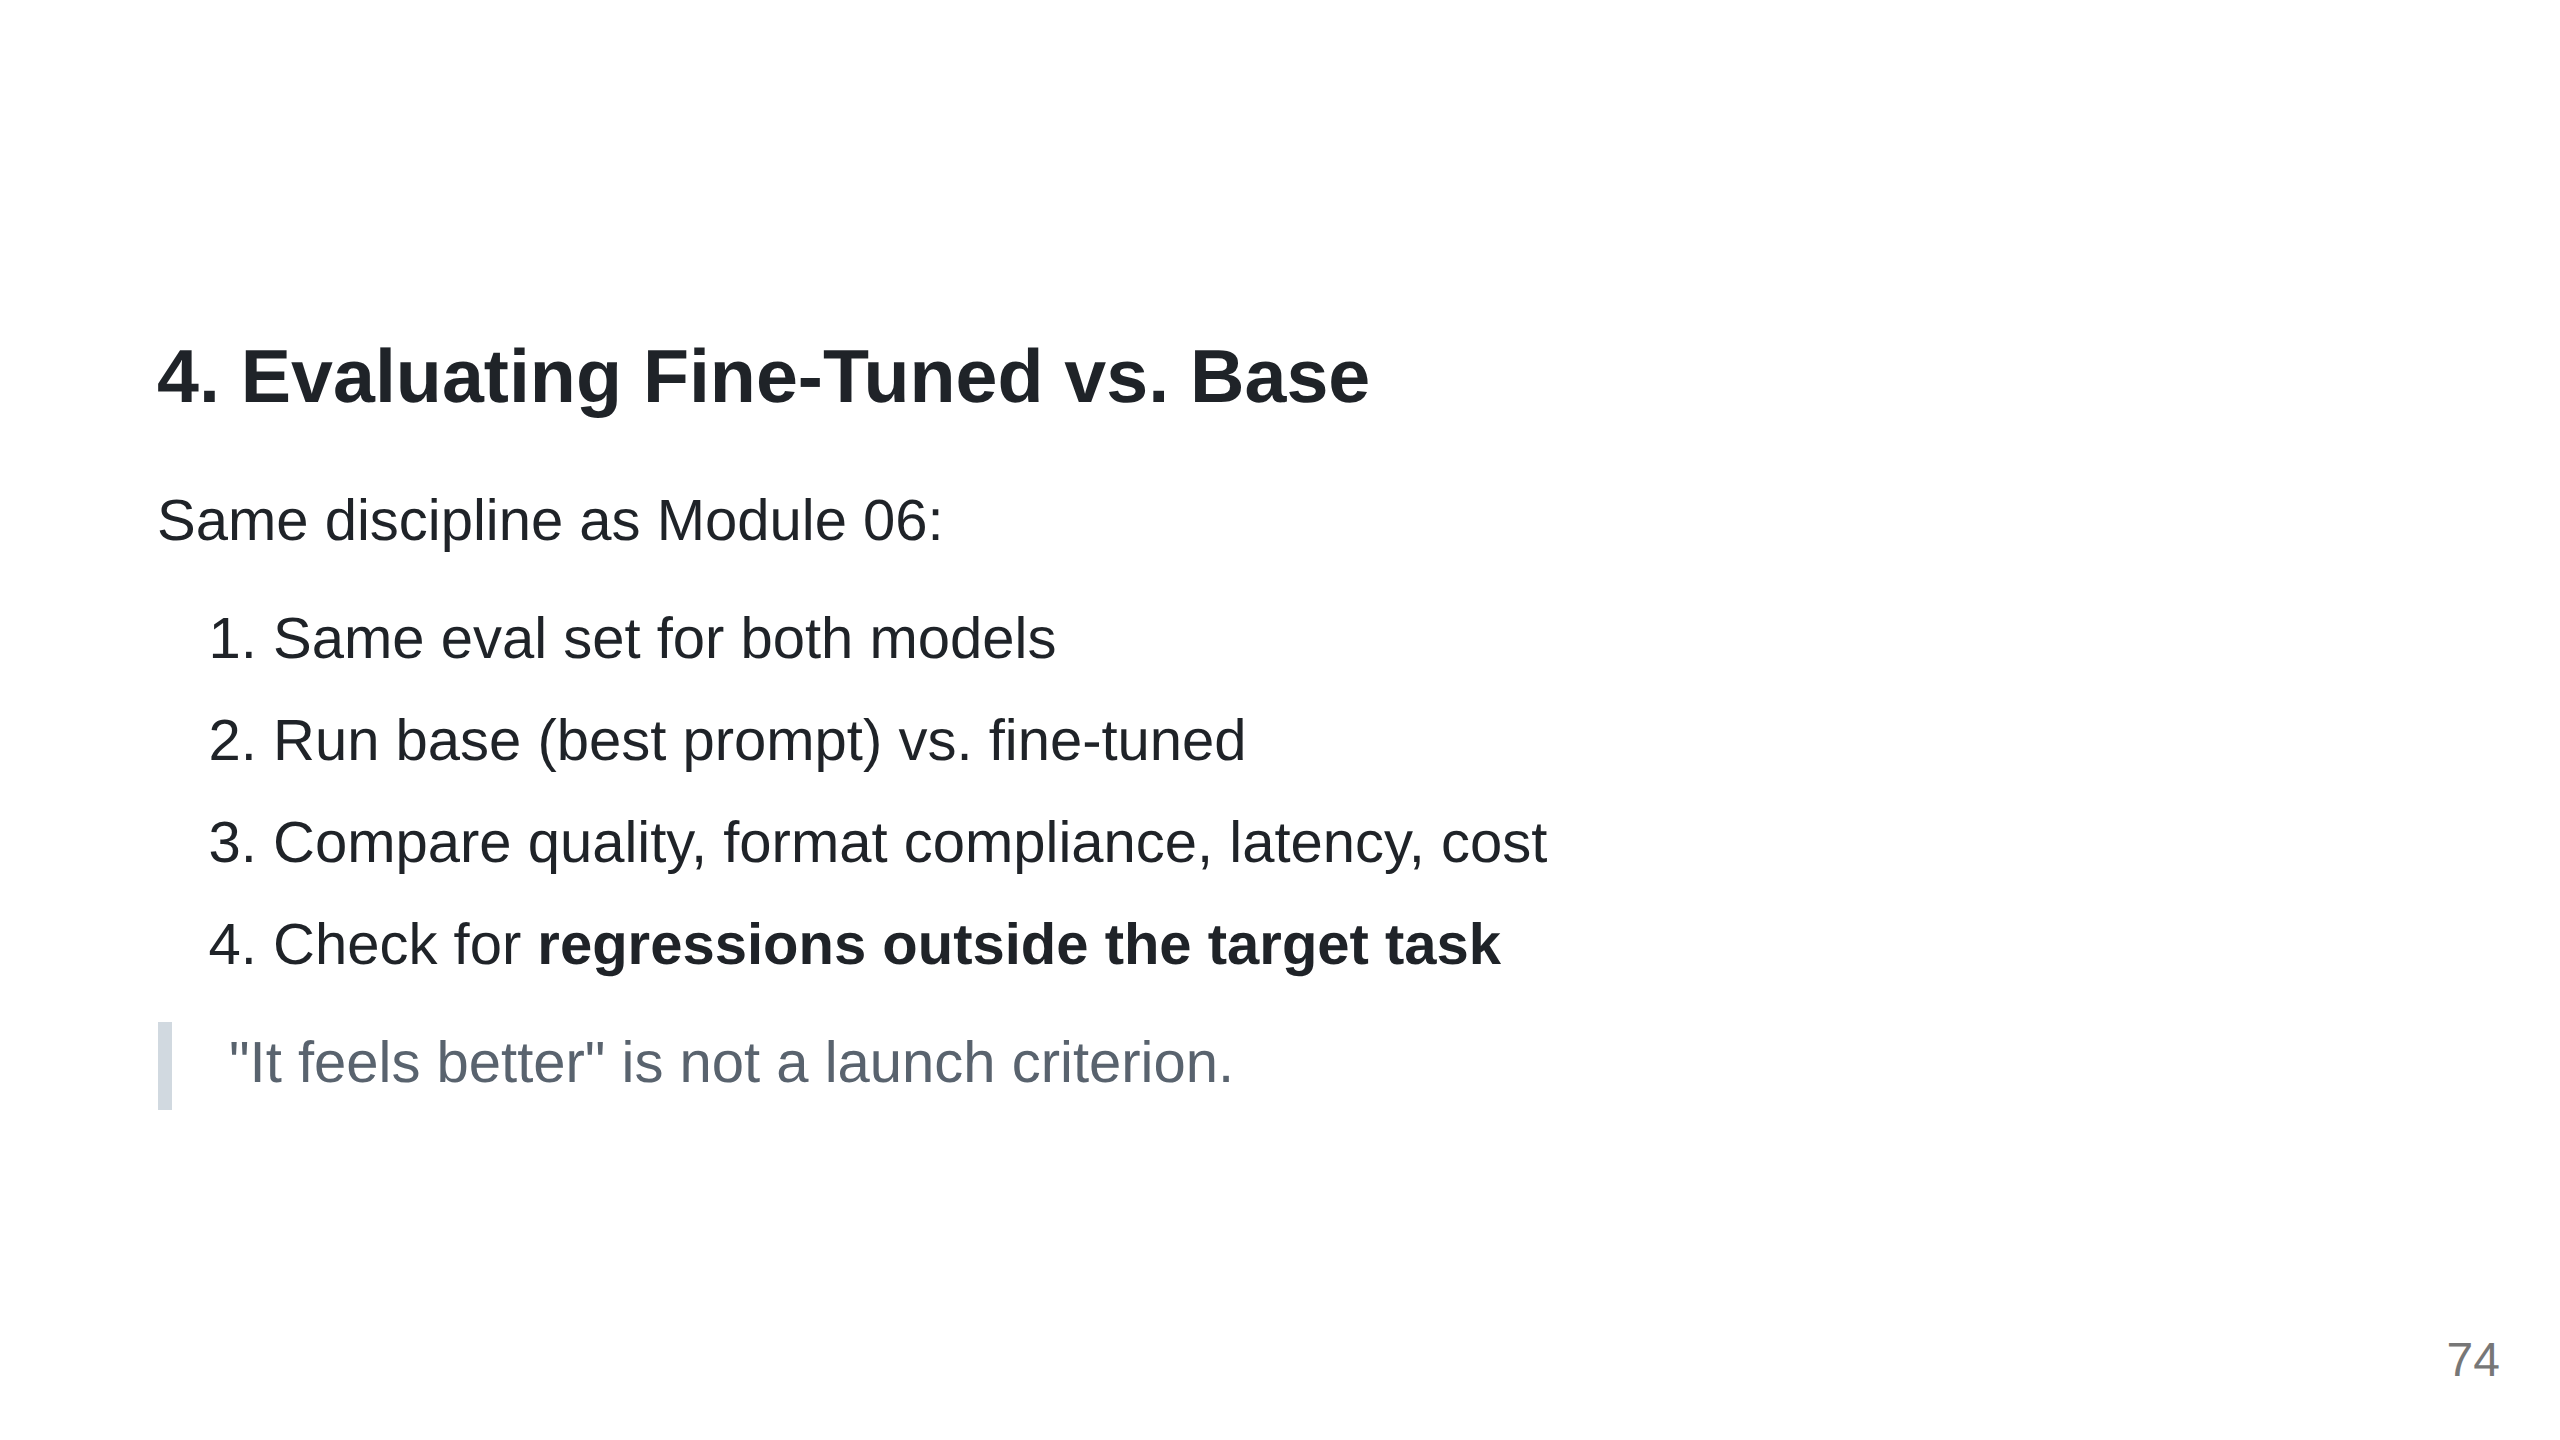 4. Evaluating Fine-Tuned vs. Base
Same discipline as Module 06:
1. Same eval set for both models
2. Run base (best prompt) vs. fine-tuned
3. Compare quality, format compliance, latency, cost
4. Check for regressions outside the target task
"It feels better" is not a launch criterion.
74